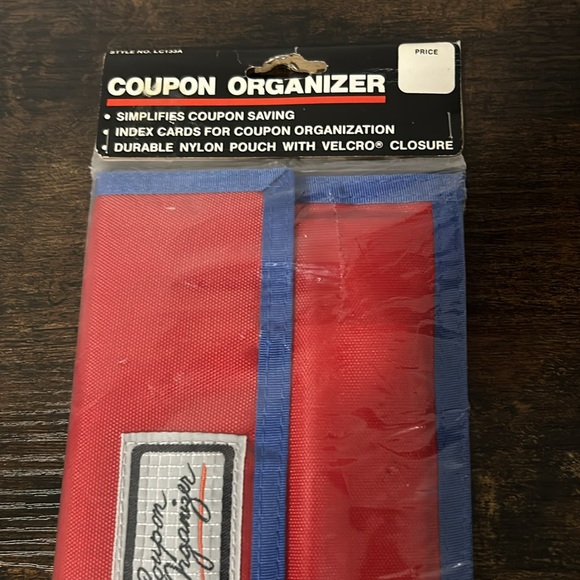 STYLE NO. LC133A
PRICE
COUPON ORGANIZER
• SIMPLIFIES COUPON SAVING
• INDEX CARDS FOR COUPON ORGANIZATION
• DURABLE NYLON POUCH WITH VELCRO® CLOSURE
Coupon
Organizer